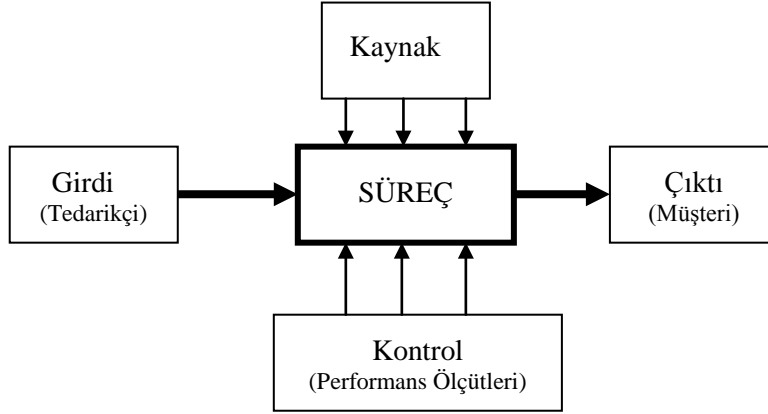 Kaynak
Girdi
(Tedarikçi)
SÜREÇ
Çıktı
(Müşteri)
Kontrol
(Performans Ölçütleri)